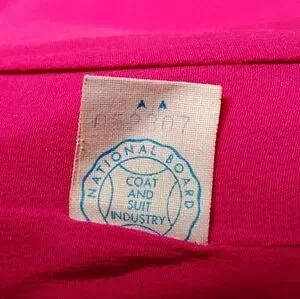 A A
NATIONAL BOARD
COAT
AND
SUIT
INDUSTRY